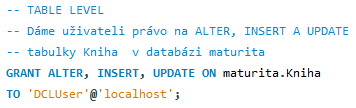 -- TABLE LEVEL
-- Dáme uživateli právo na ALTER, INSERT A UPDATE
-- tabulky Kniha  v databázi maturita
GRANT ALTER, INSERT, UPDATE ON maturita.Kniha
TO 'DCLUser'@'localhost';